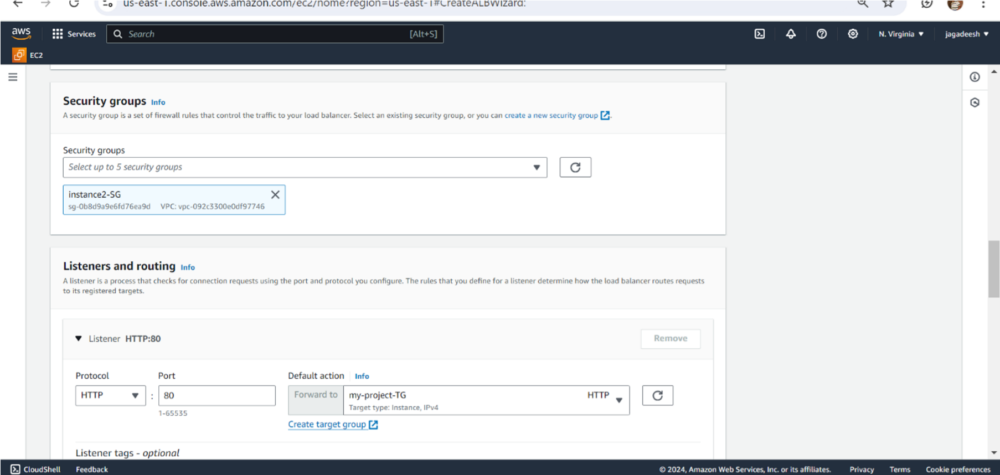 us-east-1.console.aws.amazon.com/ec2/home?region=us-east-1#CreateALBWizard:
aws Services Search [Alt+S] N. Virginia jagadeesh
EC2
Security groups Info
A security group is a set of firewall rules that control the traffic to your load balancer. Select an existing security group, or you can create a new security group.
Security groups
Select up to 5 security groups
instance2-SG
sg-0b8d9a9e6fd76ea9d VPC: vpc-092c3300e0df97746
Listeners and routing Info
A listener is a process that checks for connection requests using the port and protocol you configure. The rules that you define for a listener determine how the load balancer routes requests
to its registered targets.
Listener HTTP:80 Remove
Protocol Port Default action Info
HTTP : 80 Forward to my-project-TG HTTP
1-65535 Target type: Instance, IPv4
Create target group
Listener tags - optional
CloudShell Feedback © 2024, Amazon Web Services, Inc. or its affiliates. Privacy Terms Cookie preferences